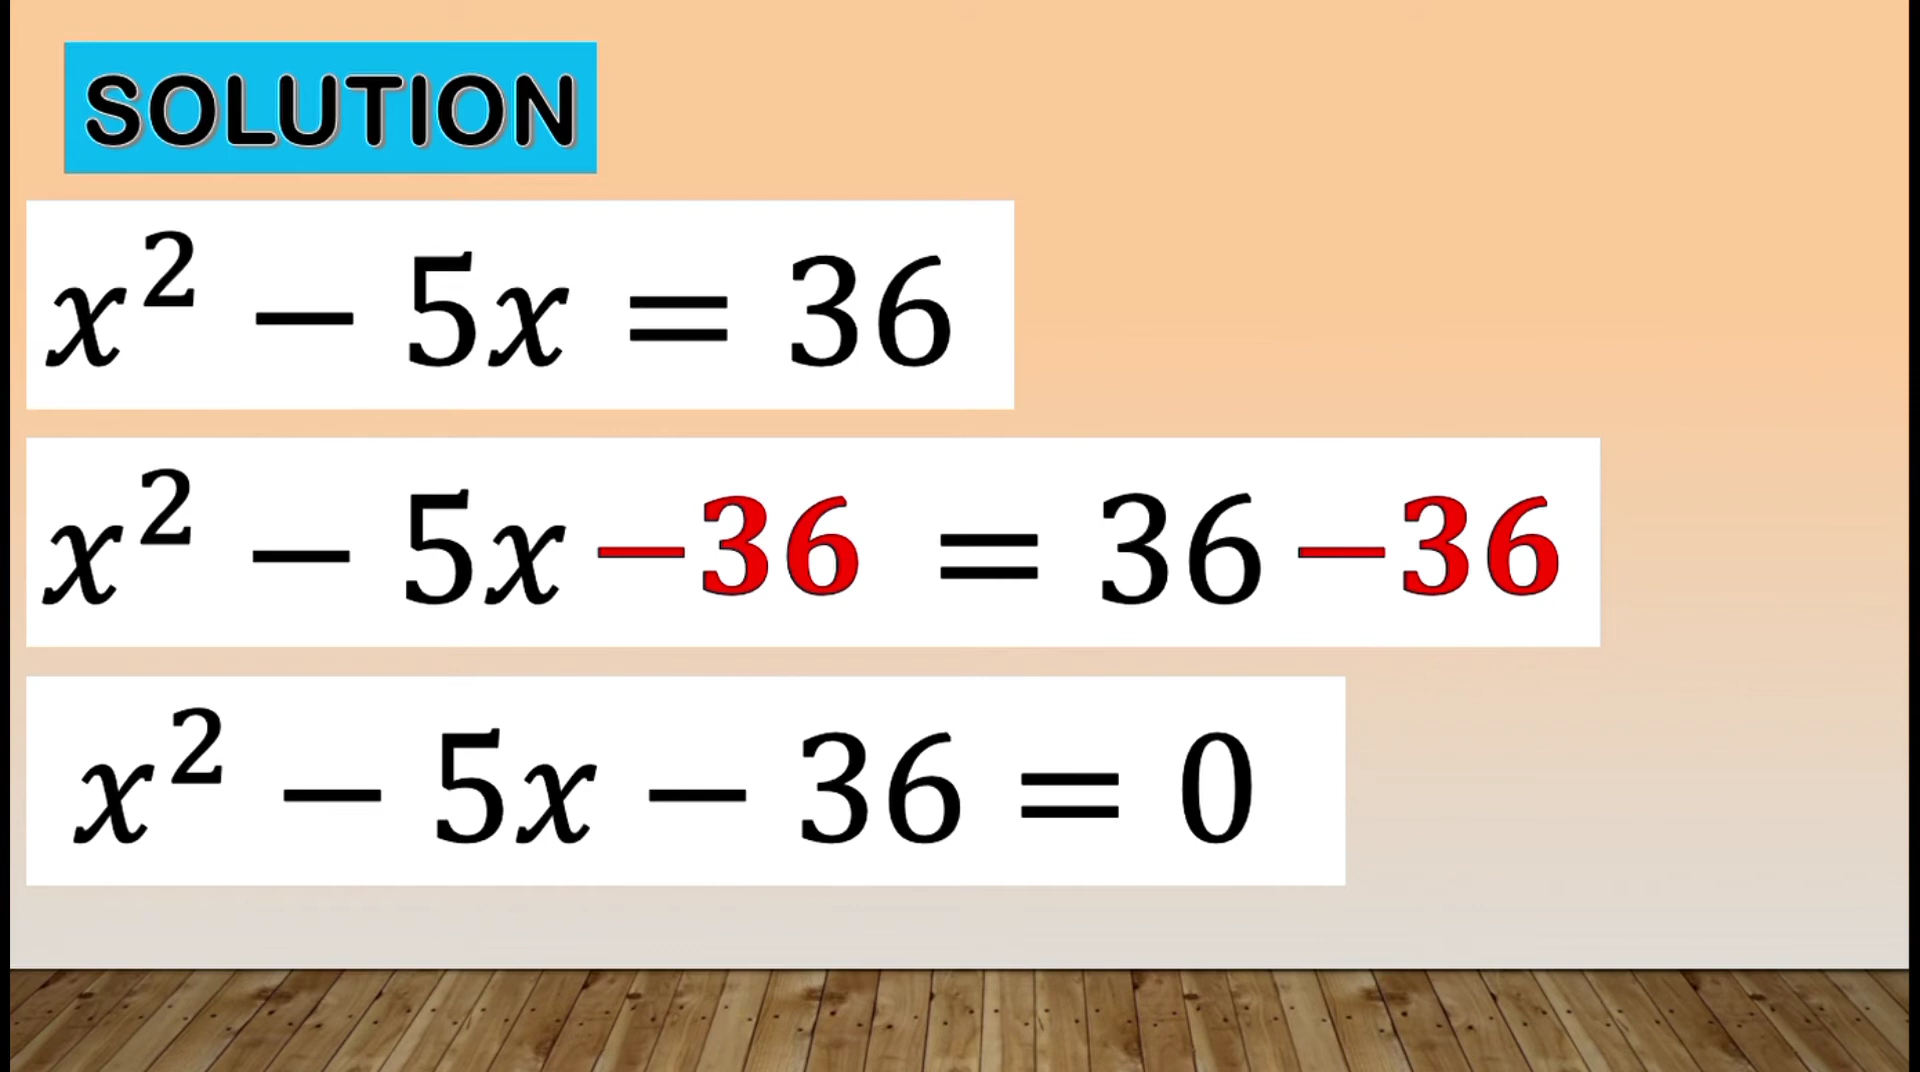 SOLUTION
x² − 5x = 36
x² − 5x −36 = 36 −36
x² − 5x − 36 = 0